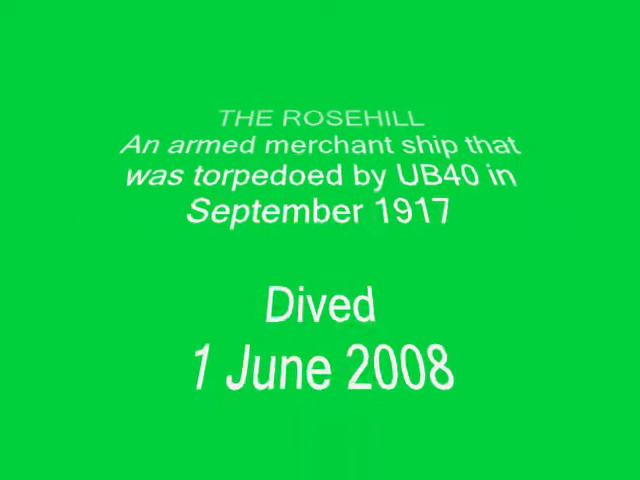 THE ROSEHILL
An armed merchant ship that
was torpedoed by UB40 in
September 1917
Dived
1 June 2008